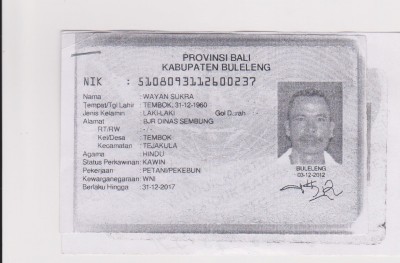 PROVINSI BALI
KABUPATEN BULELENG
NIK : 5108093112600237
Nama : WAYAN SUKRA
Tempat/Tgl Lahir : TEMBOK, 31-12-1960
Jenis Kelamin : LAKI-LAKI Gol Darah : -
Alamat : BJR DINAS SEMBUNG
RT/RW : -
Kel/Desa : TEMBOK
Kecamatan : TEJAKULA
Agama : HINDU
Status Perkawinan : KAWIN
Pekerjaan : PETANI/PEKEBUN
Kewarganegaraan : WNI
Berlaku Hingga : 31-12-2017
BULELENG
03-12-2012